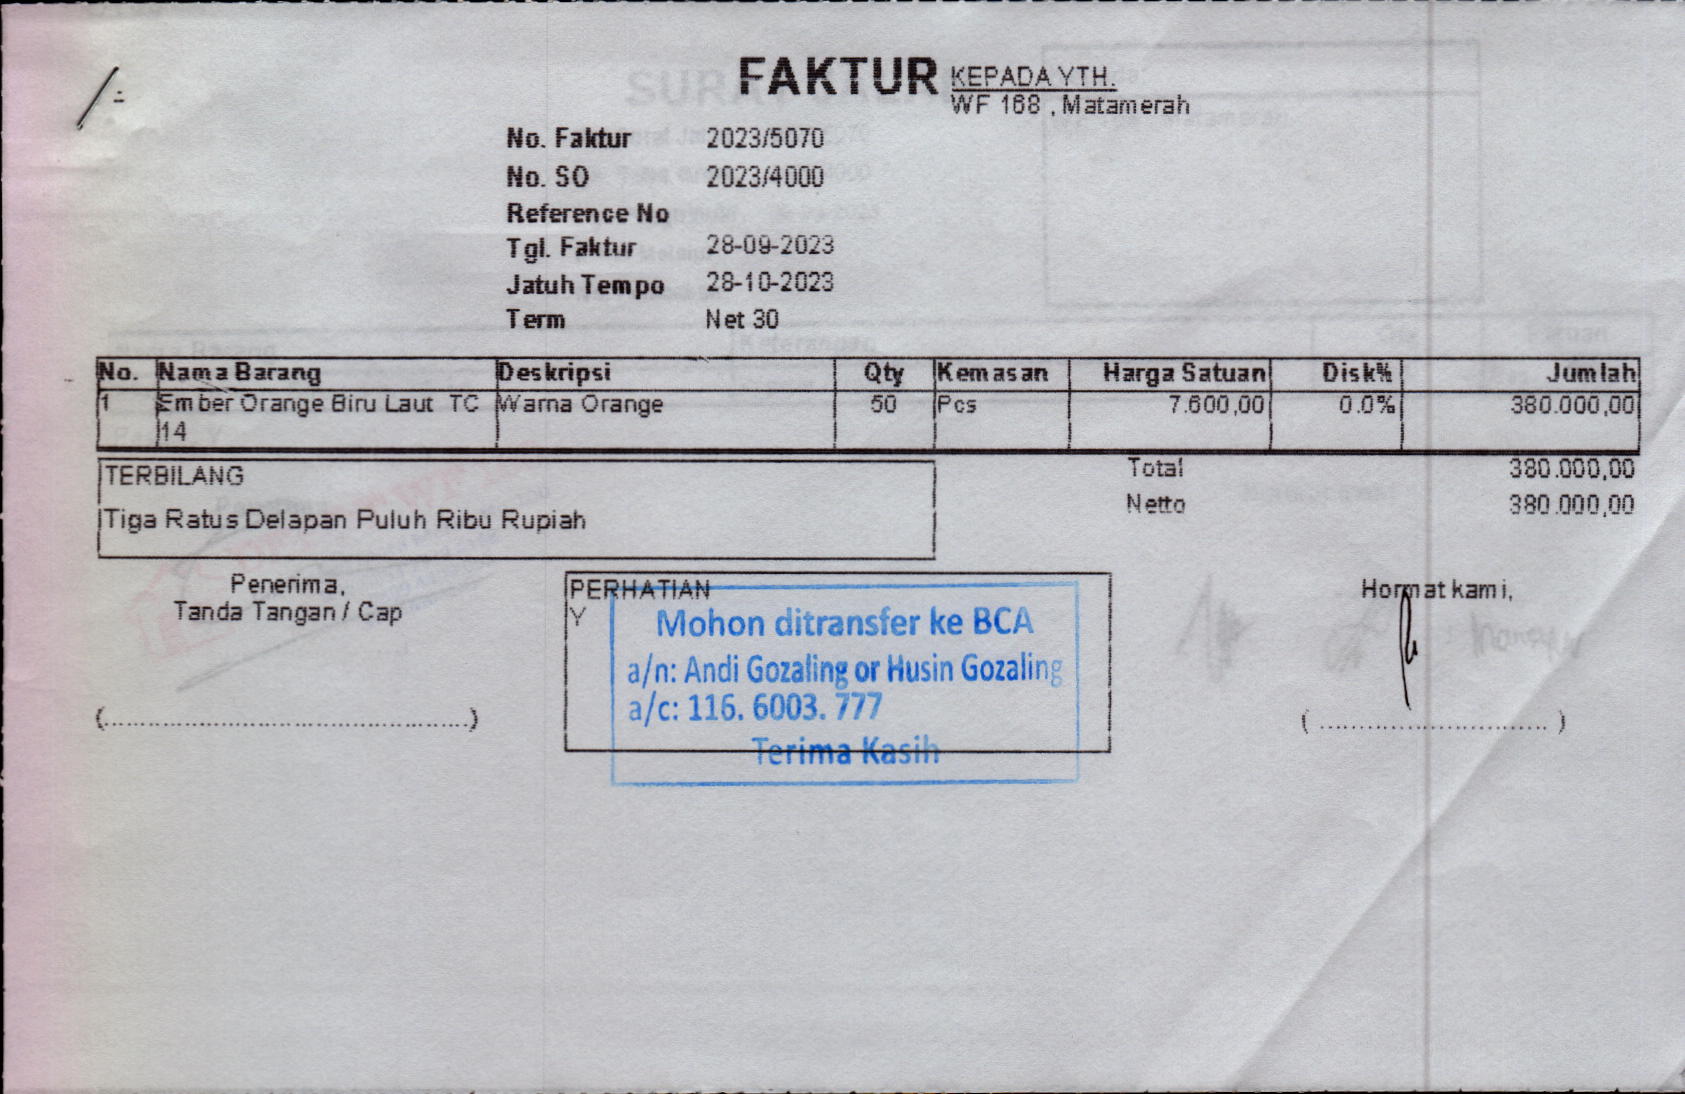 FAKTUR
KEPADA YTH.
WF 168 , Matamerah
No. Faktur 2023/5070
No. SO 2023/4000
Reference No
Tgl. Faktur 28-09-2023
Jatuh Tempo 28-10-2023
Term Net 30
No. Nama Barang Deskripsi Qty Kemasan Harga Satuan Disk% Jumlah
1 Ember Orange Biru Laut TC Warna Orange 50 Pcs 7.600,00 0.0% 380.000,00
14
TERBILANG
Total 380.000,00
Netto 380.000,00
Tiga Ratus Delapan Puluh Ribu Rupiah
Penerima,
Tanda Tangan / Cap
(................................................)
PERHATIAN
Y
Mohon ditransfer ke BCA
a/n: Andi Gozaling or Husin Gozaling
a/c: 116. 6003. 777
Terima Kasih
Hormat kami,
( .............................. )